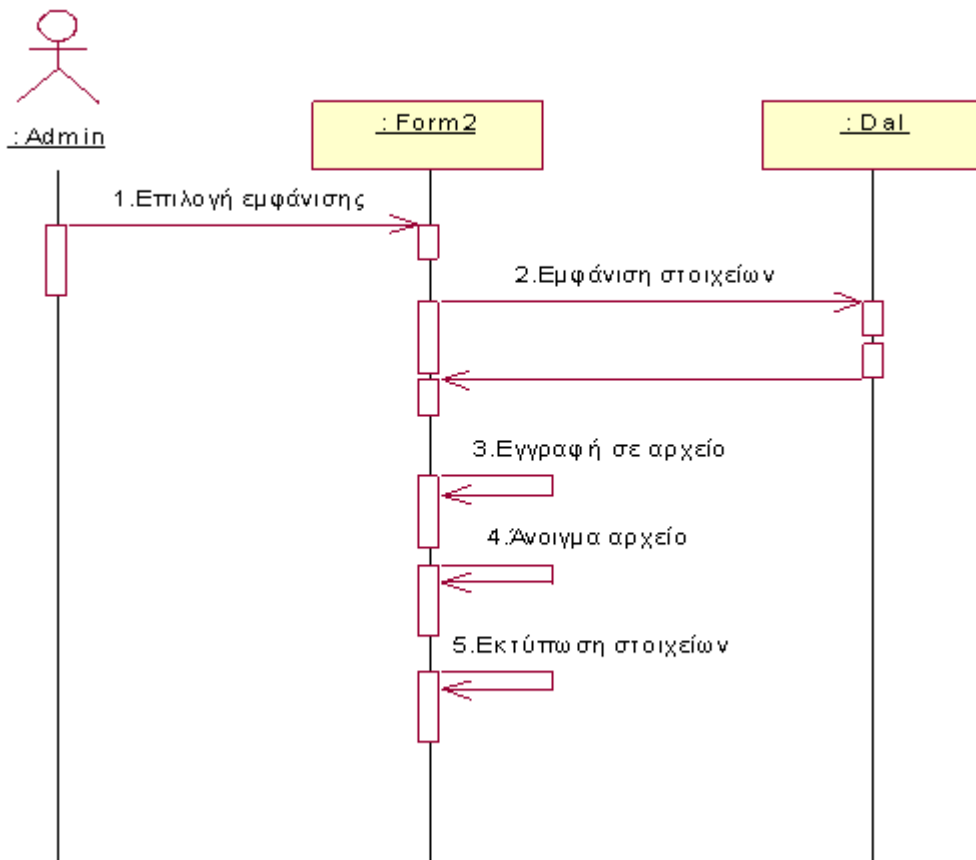 : Admin
: Form2
: Dal
1.Επιλογή εμφάνισης
2.Εμφάνιση στοιχείων
3.Εγγραφή σε αρχείο
4.Άνοιγμα αρχείο
5.Εκτύπωση στοιχείων